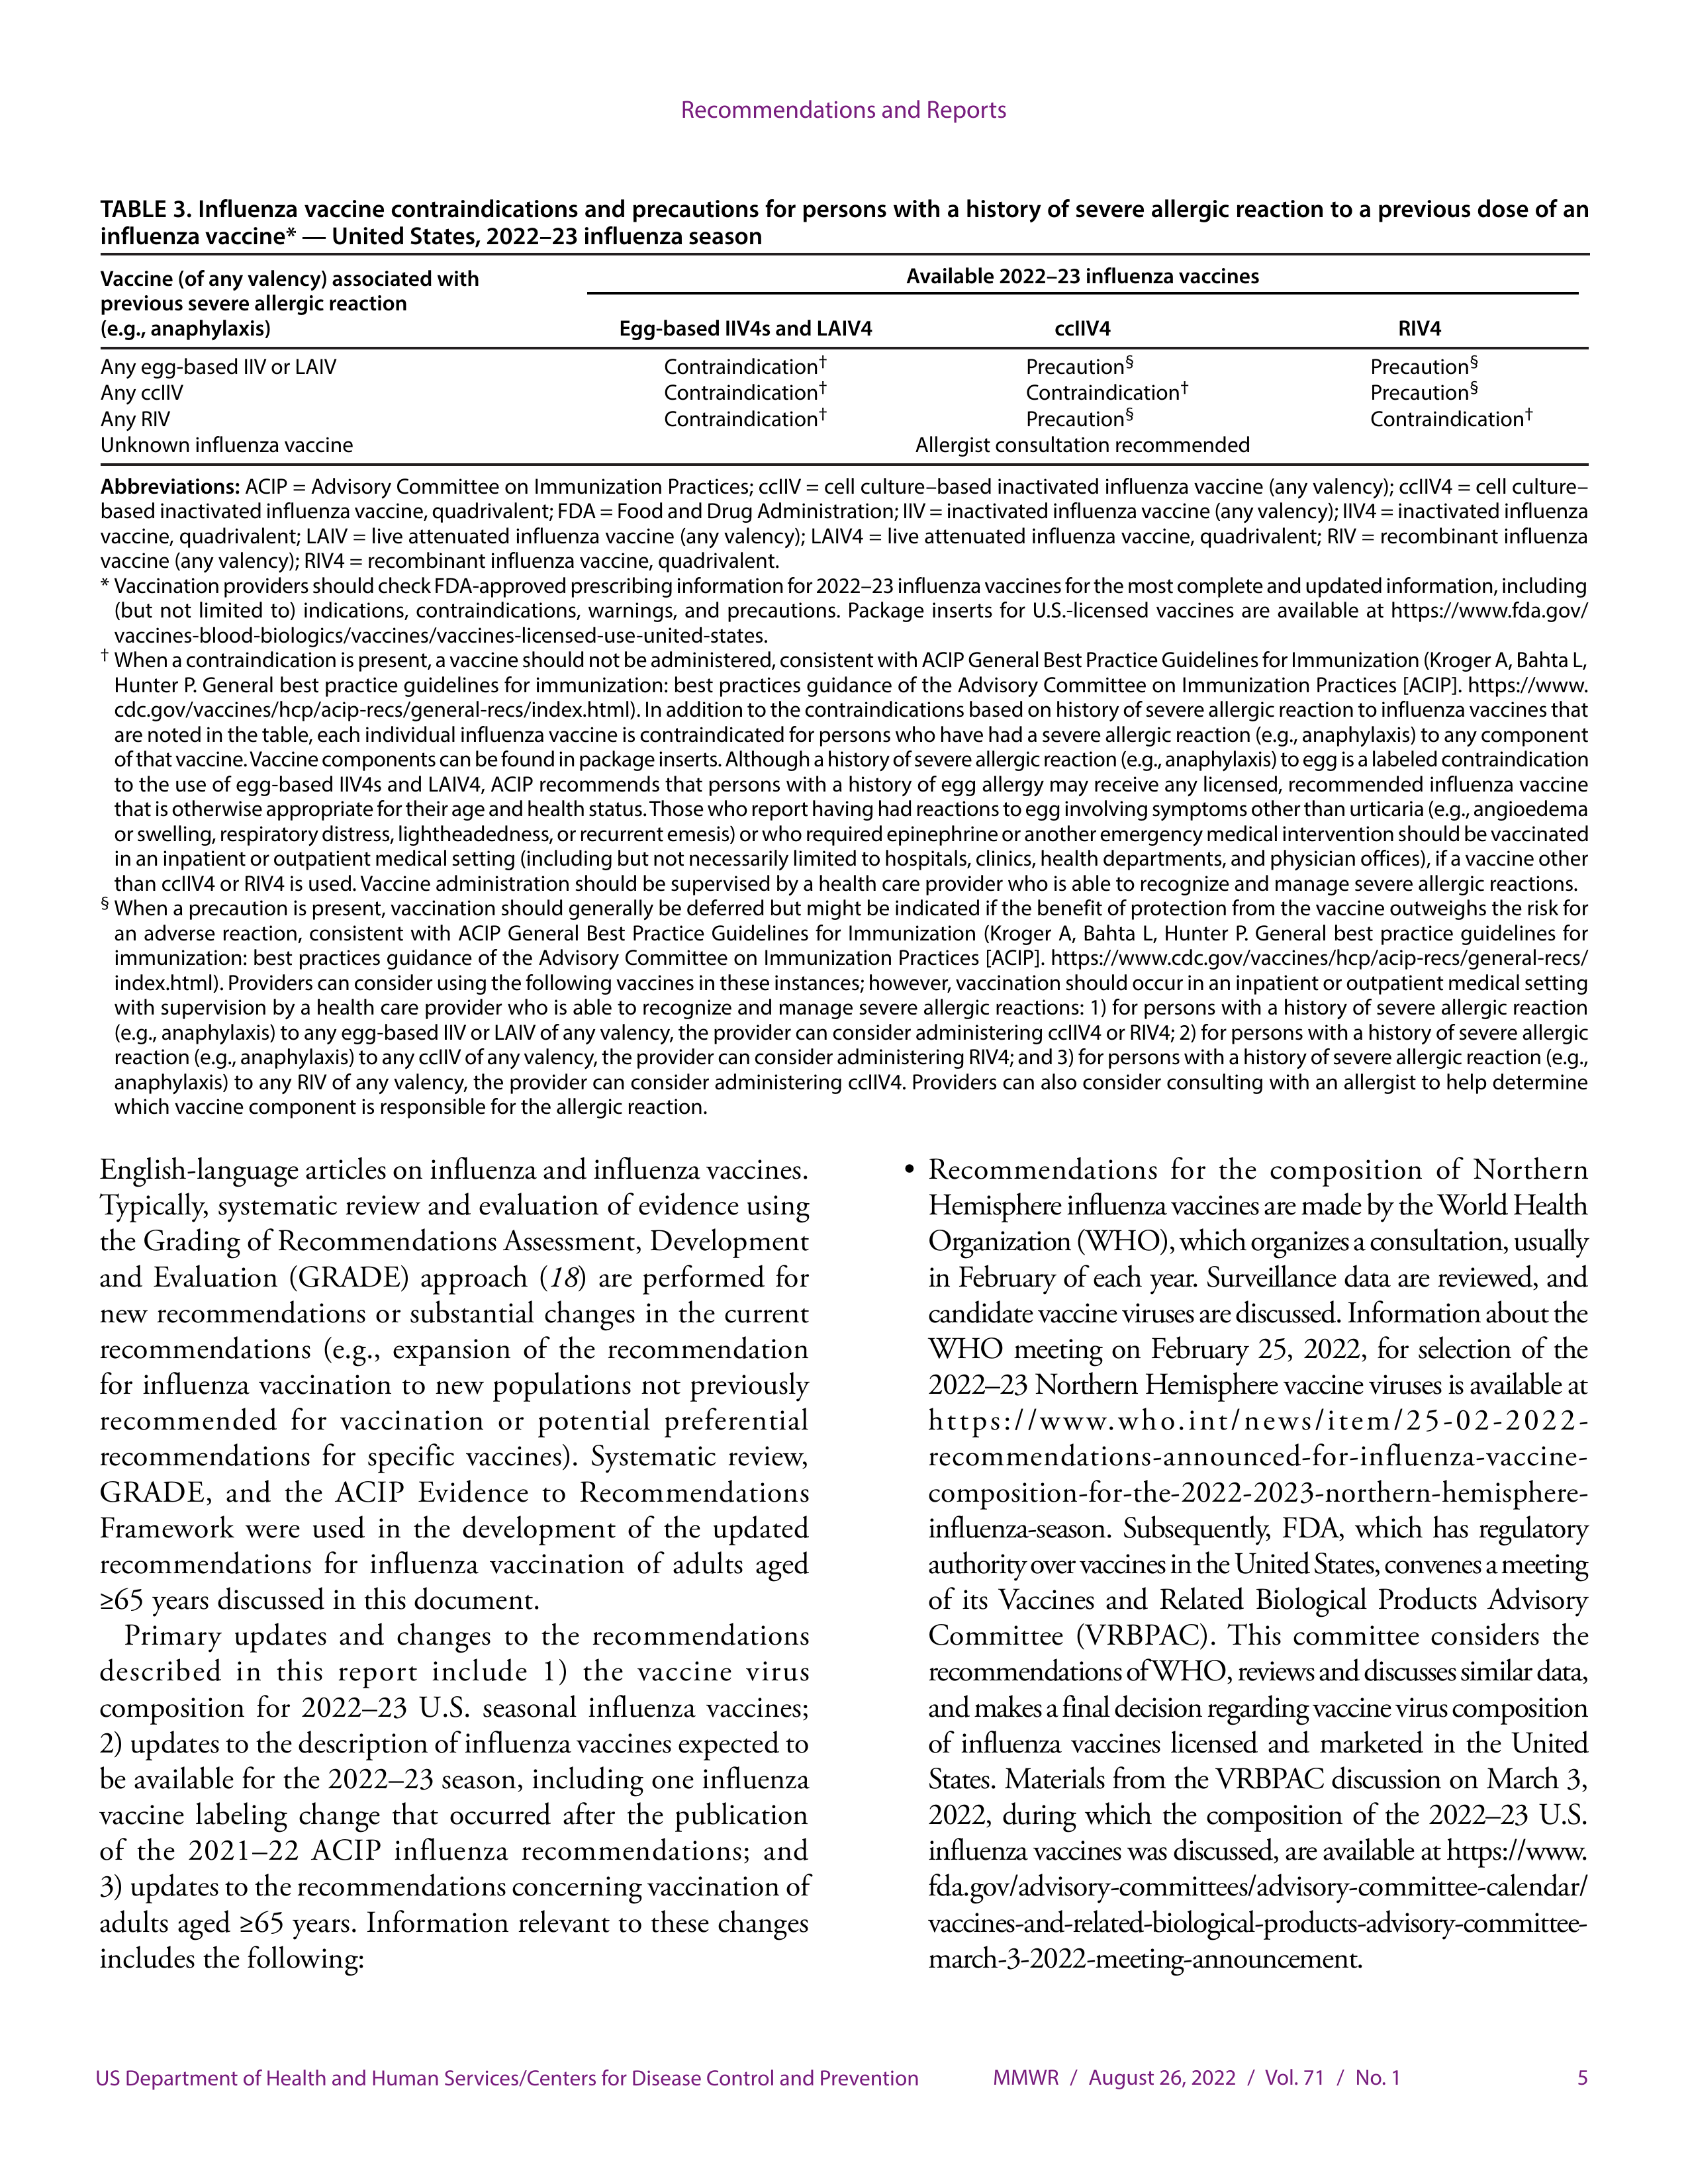 Recommendations and Reports
TABLE 3. Influenza vaccine contraindications and precautions for persons with a history of severe allergic reaction to a previous dose of an
influenza vaccine* — United States, 2022–23 influenza season
Vaccine (of any valency) associated with
previous severe allergic reaction
(e.g., anaphylaxis)
Available 2022–23 influenza vaccines
Egg-based IIV4s and LAIV4 ccIIV4 RIV4
Any egg-based IIV or LAIV Contraindication† Precaution§ Precaution§
Any ccIIV Contraindication† Contraindication† Precaution§
Any RIV Contraindication† Precaution§ Contraindication†
Unknown influenza vaccine Allergist consultation recommended
Abbreviations: ACIP = Advisory Committee on Immunization Practices; ccIIV = cell culture–based inactivated influenza vaccine (any valency); ccIIV4 = cell culture–
based inactivated influenza vaccine, quadrivalent; FDA = Food and Drug Administration; IIV = inactivated influenza vaccine (any valency); IIV4 = inactivated influenza
vaccine, quadrivalent; LAIV = live attenuated influenza vaccine (any valency); LAIV4 = live attenuated influenza vaccine, quadrivalent; RIV = recombinant influenza
vaccine (any valency); RIV4 = recombinant influenza vaccine, quadrivalent.
* Vaccination providers should check FDA-approved prescribing information for 2022–23 influenza vaccines for the most complete and updated information, including
(but not limited to) indications, contraindications, warnings, and precautions. Package inserts for U.S.-licensed vaccines are available at https://www.fda.gov/
vaccines-blood-biologics/vaccines/vaccines-licensed-use-united-states.
† When a contraindication is present, a vaccine should not be administered, consistent with ACIP General Best Practice Guidelines for Immunization (Kroger A, Bahta L,
Hunter P. General best practice guidelines for immunization: best practices guidance of the Advisory Committee on Immunization Practices [ACIP]. https://www.
cdc.gov/vaccines/hcp/acip-recs/general-recs/index.html). In addition to the contraindications based on history of severe allergic reaction to influenza vaccines that
are noted in the table, each individual influenza vaccine is contraindicated for persons who have had a severe allergic reaction (e.g., anaphylaxis) to any component
of that vaccine. Vaccine components can be found in package inserts. Although a history of severe allergic reaction (e.g., anaphylaxis) to egg is a labeled contraindication
to the use of egg-based IIV4s and LAIV4, ACIP recommends that persons with a history of egg allergy may receive any licensed, recommended influenza vaccine
that is otherwise appropriate for their age and health status. Those who report having had reactions to egg involving symptoms other than urticaria (e.g., angioedema
or swelling, respiratory distress, lightheadedness, or recurrent emesis) or who required epinephrine or another emergency medical intervention should be vaccinated
in an inpatient or outpatient medical setting (including but not necessarily limited to hospitals, clinics, health departments, and physician offices), if a vaccine other
than ccIIV4 or RIV4 is used. Vaccine administration should be supervised by a health care provider who is able to recognize and manage severe allergic reactions.
§ When a precaution is present, vaccination should generally be deferred but might be indicated if the benefit of protection from the vaccine outweighs the risk for
an adverse reaction, consistent with ACIP General Best Practice Guidelines for Immunization (Kroger A, Bahta L, Hunter P. General best practice guidelines for
immunization: best practices guidance of the Advisory Committee on Immunization Practices [ACIP]. https://www.cdc.gov/vaccines/hcp/acip-recs/general-recs/
index.html). Providers can consider using the following vaccines in these instances; however, vaccination should occur in an inpatient or outpatient medical setting
with supervision by a health care provider who is able to recognize and manage severe allergic reactions: 1) for persons with a history of severe allergic reaction
(e.g., anaphylaxis) to any egg-based IIV or LAIV of any valency, the provider can consider administering ccIIV4 or RIV4; 2) for persons with a history of severe allergic
reaction (e.g., anaphylaxis) to any ccIIV of any valency, the provider can consider administering RIV4; and 3) for persons with a history of severe allergic reaction (e.g.,
anaphylaxis) to any RIV of any valency, the provider can consider administering ccIIV4. Providers can also consider consulting with an allergist to help determine
which vaccine component is responsible for the allergic reaction.
English-language articles on influenza and influenza vaccines.
Typically, systematic review and evaluation of evidence using
the Grading of Recommendations Assessment, Development
and Evaluation (GRADE) approach (18) are performed for
new recommendations or substantial changes in the current
recommendations (e.g., expansion of the recommendation
for influenza vaccination to new populations not previously
recommended for vaccination or potential preferential
recommendations for specific vaccines). Systematic review,
GRADE, and the ACIP Evidence to Recommendations
Framework were used in the development of the updated
recommendations for influenza vaccination of adults aged
≥65 years discussed in this document.
Primary updates and changes to the recommendations
described in this report include 1) the vaccine virus
composition for 2022–23 U.S. seasonal influenza vaccines;
2) updates to the description of influenza vaccines expected to
be available for the 2022–23 season, including one influenza
vaccine labeling change that occurred after the publication
of the 2021–22 ACIP influenza recommendations; and
3) updates to the recommendations concerning vaccination of
adults aged ≥65 years. Information relevant to these changes
includes the following:
• Recommendations for the composition of Northern
Hemisphere influenza vaccines are made by the World Health
Organization (WHO), which organizes a consultation, usually
in February of each year. Surveillance data are reviewed, and
candidate vaccine viruses are discussed. Information about the
WHO meeting on February 25, 2022, for selection of the
2022–23 Northern Hemisphere vaccine viruses is available at
https://www.who.int/news/item/25-02-2022-
recommendations-announced-for-influenza-vaccine-
composition-for-the-2022-2023-northern-hemisphere-
influenza-season. Subsequently, FDA, which has regulatory
authority over vaccines in the United States, convenes a meeting
of its Vaccines and Related Biological Products Advisory
Committee (VRBPAC). This committee considers the
recommendations of WHO, reviews and discusses similar data,
and makes a final decision regarding vaccine virus composition
of influenza vaccines licensed and marketed in the United
States. Materials from the VRBPAC discussion on March 3,
2022, during which the composition of the 2022–23 U.S.
influenza vaccines was discussed, are available at https://www.
fda.gov/advisory-committees/advisory-committee-calendar/
vaccines-and-related-biological-products-advisory-committee-
march-3-2022-meeting-announcement.
US Department of Health and Human Services/Centers for Disease Control and Prevention MMWR / August 26, 2022 / Vol. 71 / No. 1 5